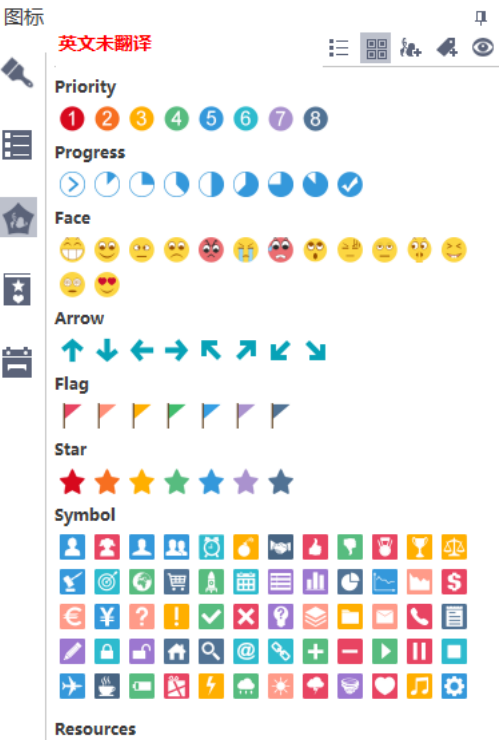 图标
英文未翻译
Priority
1 2 3 4 5 6 7 8
Progress
Face
Arrow
Flag
Star
Symbol
Resources